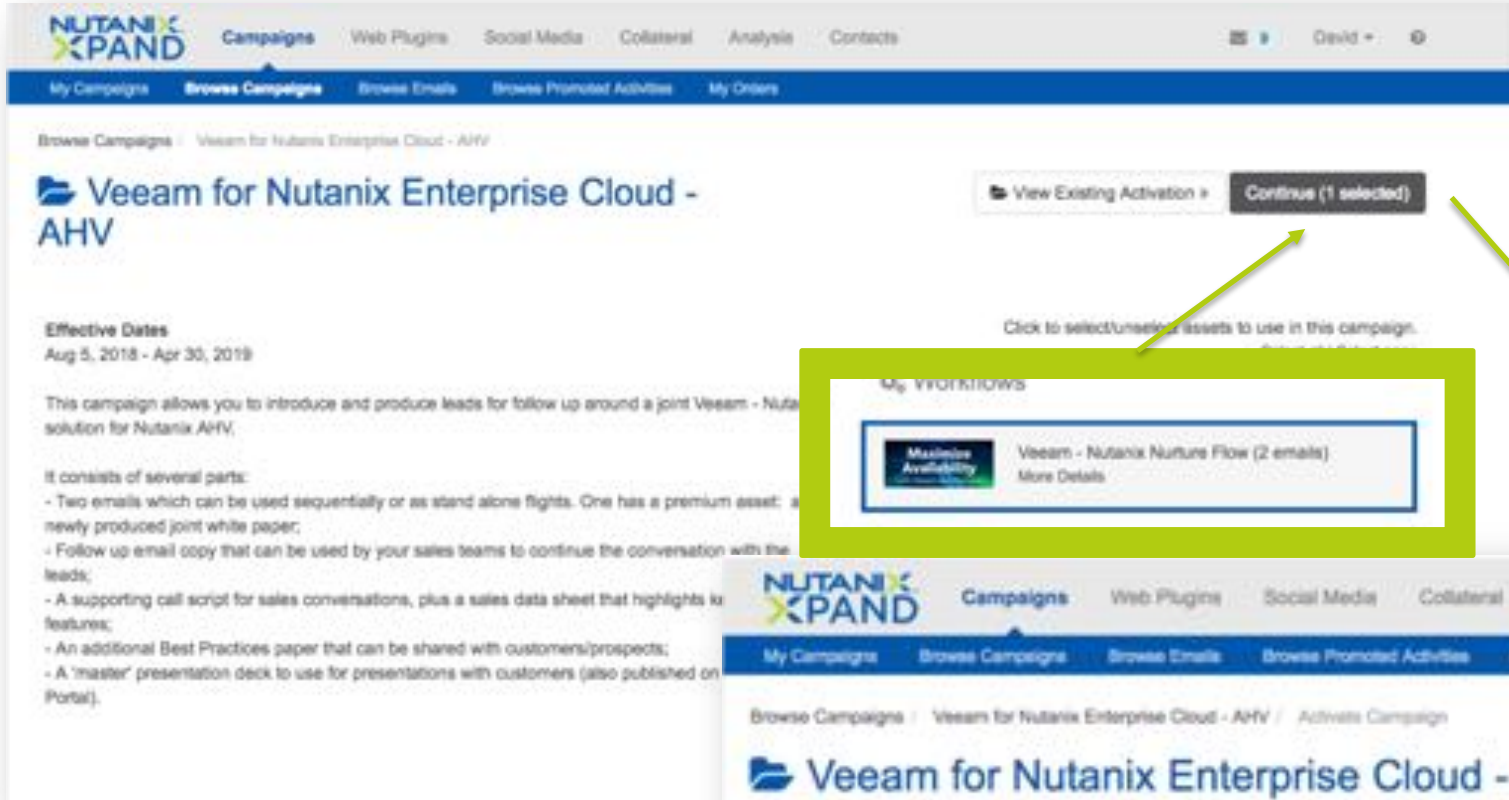 NUTANIX
XPAND
Campaigns Web Plugins Social Media Collateral Analysis Contacts David
My Campaigns Browse Campaigns Browse Emails Browse Promoted Activities My Orders
Browse Campaigns / Veeam for Nutanix Enterprise Cloud - AHV
Veeam for Nutanix Enterprise Cloud -
AHV
View Existing Activation » Continue (1 selected)
Effective Dates
Aug 5, 2018 - Apr 30, 2019
Click to select/unselect assets to use in this campaign.
This campaign allows you to introduce and produce leads for follow up around a joint Veeam - Nuta
solution for Nutanix AHV.
It consists of several parts:
- Two emails which can be used sequentially or as stand alone flights. One has a premium asset: a
newly produced joint white paper;
- Follow up email copy that can be used by your sales teams to continue the conversation with the
leads;
- A supporting call script for sales conversations, plus a sales data sheet that highlights k
features;
- An additional Best Practices paper that can be shared with customers/prospects;
- A 'master' presentation deck to use for presentations with customers (also published on
Portal).
Workflows
Maximize
Availability
Veeam - Nutanix Nurture Flow (2 emails)
More Details
NUTANIX
XPAND
Campaigns Web Plugins Social Media Collateral
My Campaigns Browse Campaigns Browse Emails Browse Promoted Activities
Browse Campaigns / Veeam for Nutanix Enterprise Cloud - AHV / Activate Campaign
Veeam for Nutanix Enterprise Cloud -